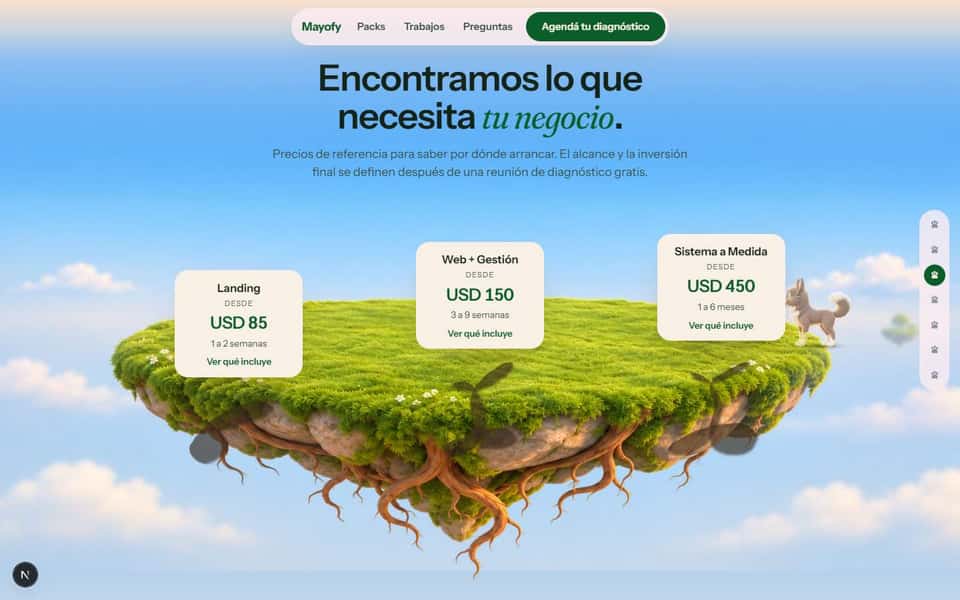 Mayofy Packs Trabajos Preguntas Agendá tu diagnóstico
Encontramos lo que
necesita tu negocio.
Precios de referencia para saber por dónde arrancar. El alcance y la inversión
final se definen después de una reunión de diagnóstico gratis.
Landing
DESDE
USD 85
1 a 2 semanas
Ver qué incluye
Web + Gestión
DESDE
USD 150
3 a 9 semanas
Ver qué incluye
Sistema a Medida
DESDE
USD 450
1 a 6 meses
Ver qué incluye
N